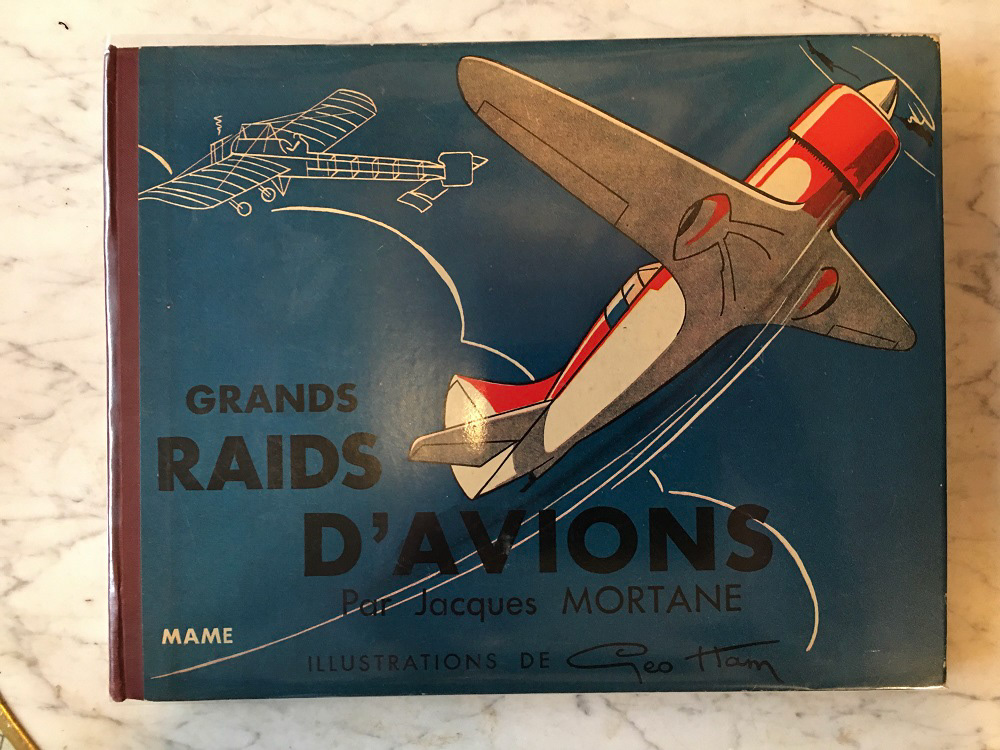 GRANDS
RAIDS
D'AVIONS
Par Jacques MORTANE
MAME
ILLUSTRATIONS DE Geo Ham